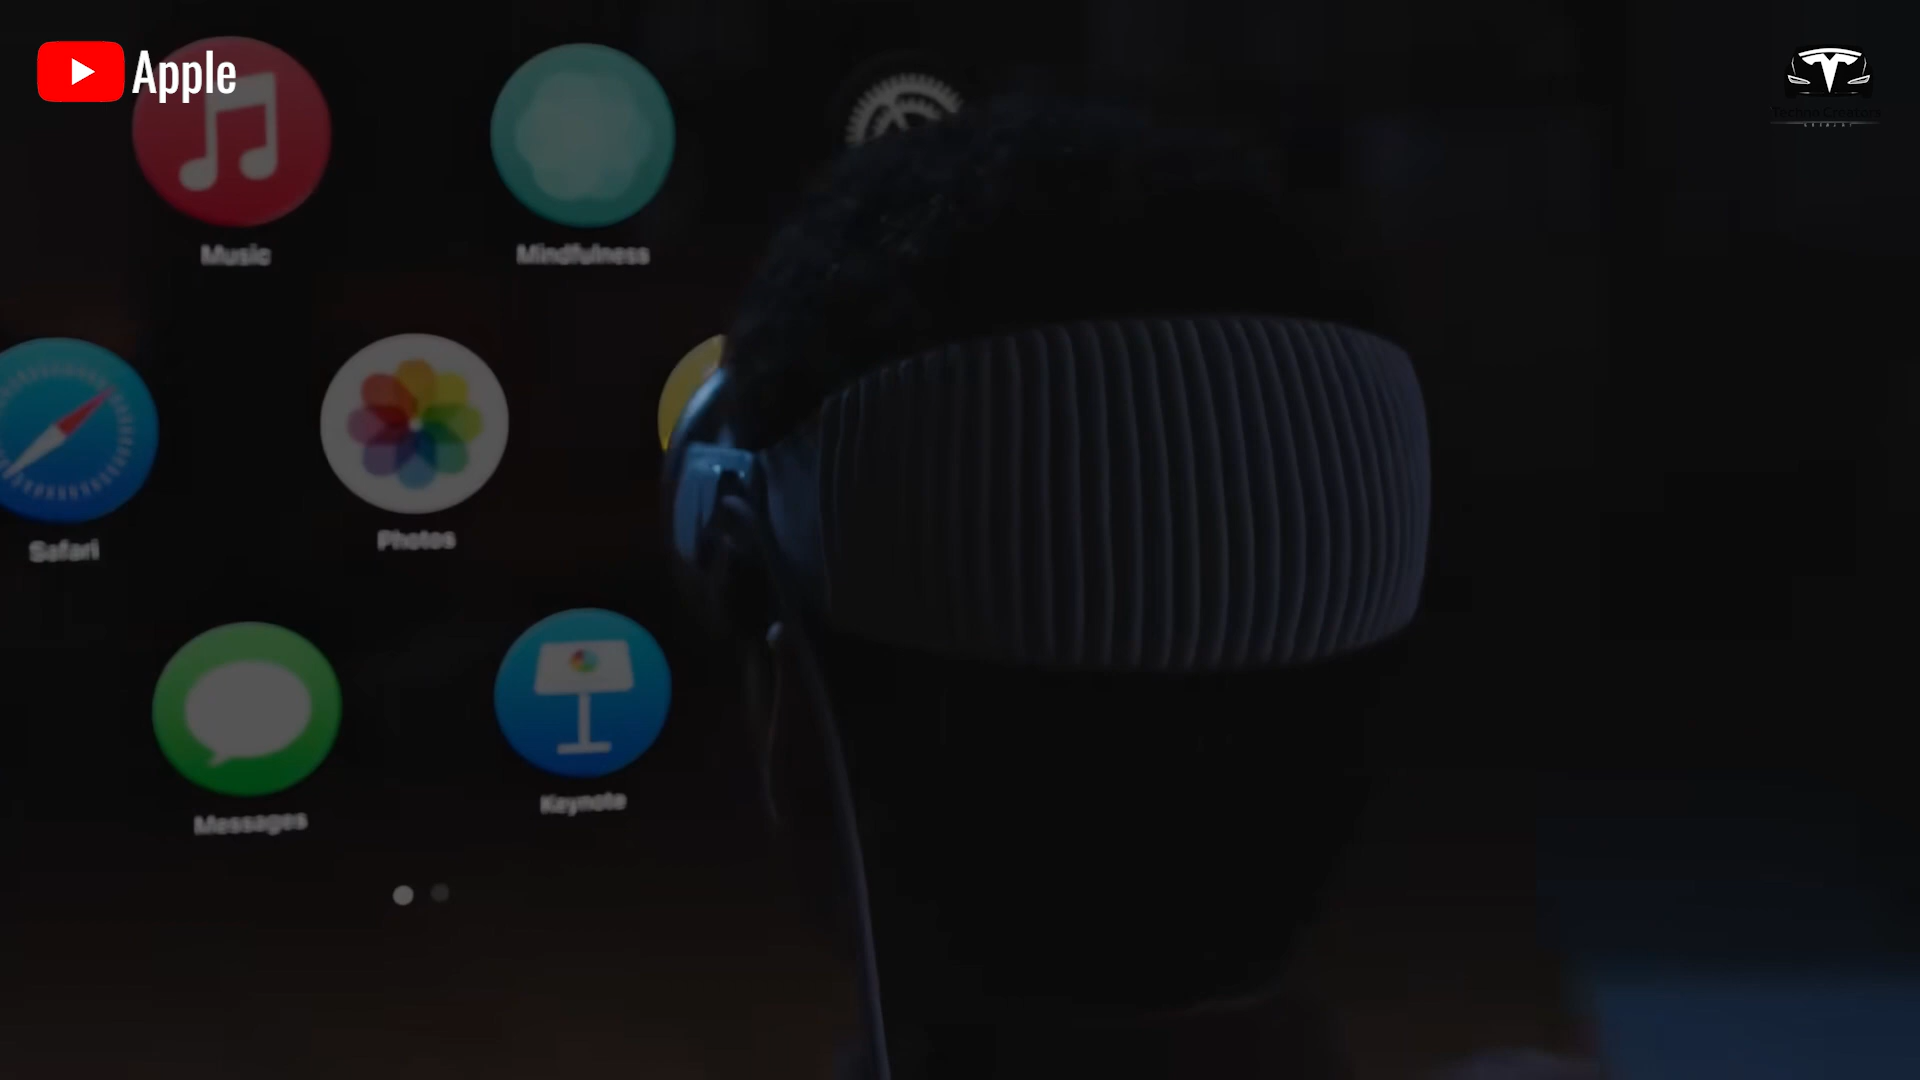 Apple
Music
Mindfulness
Safari
Photos
Messages
Keynote